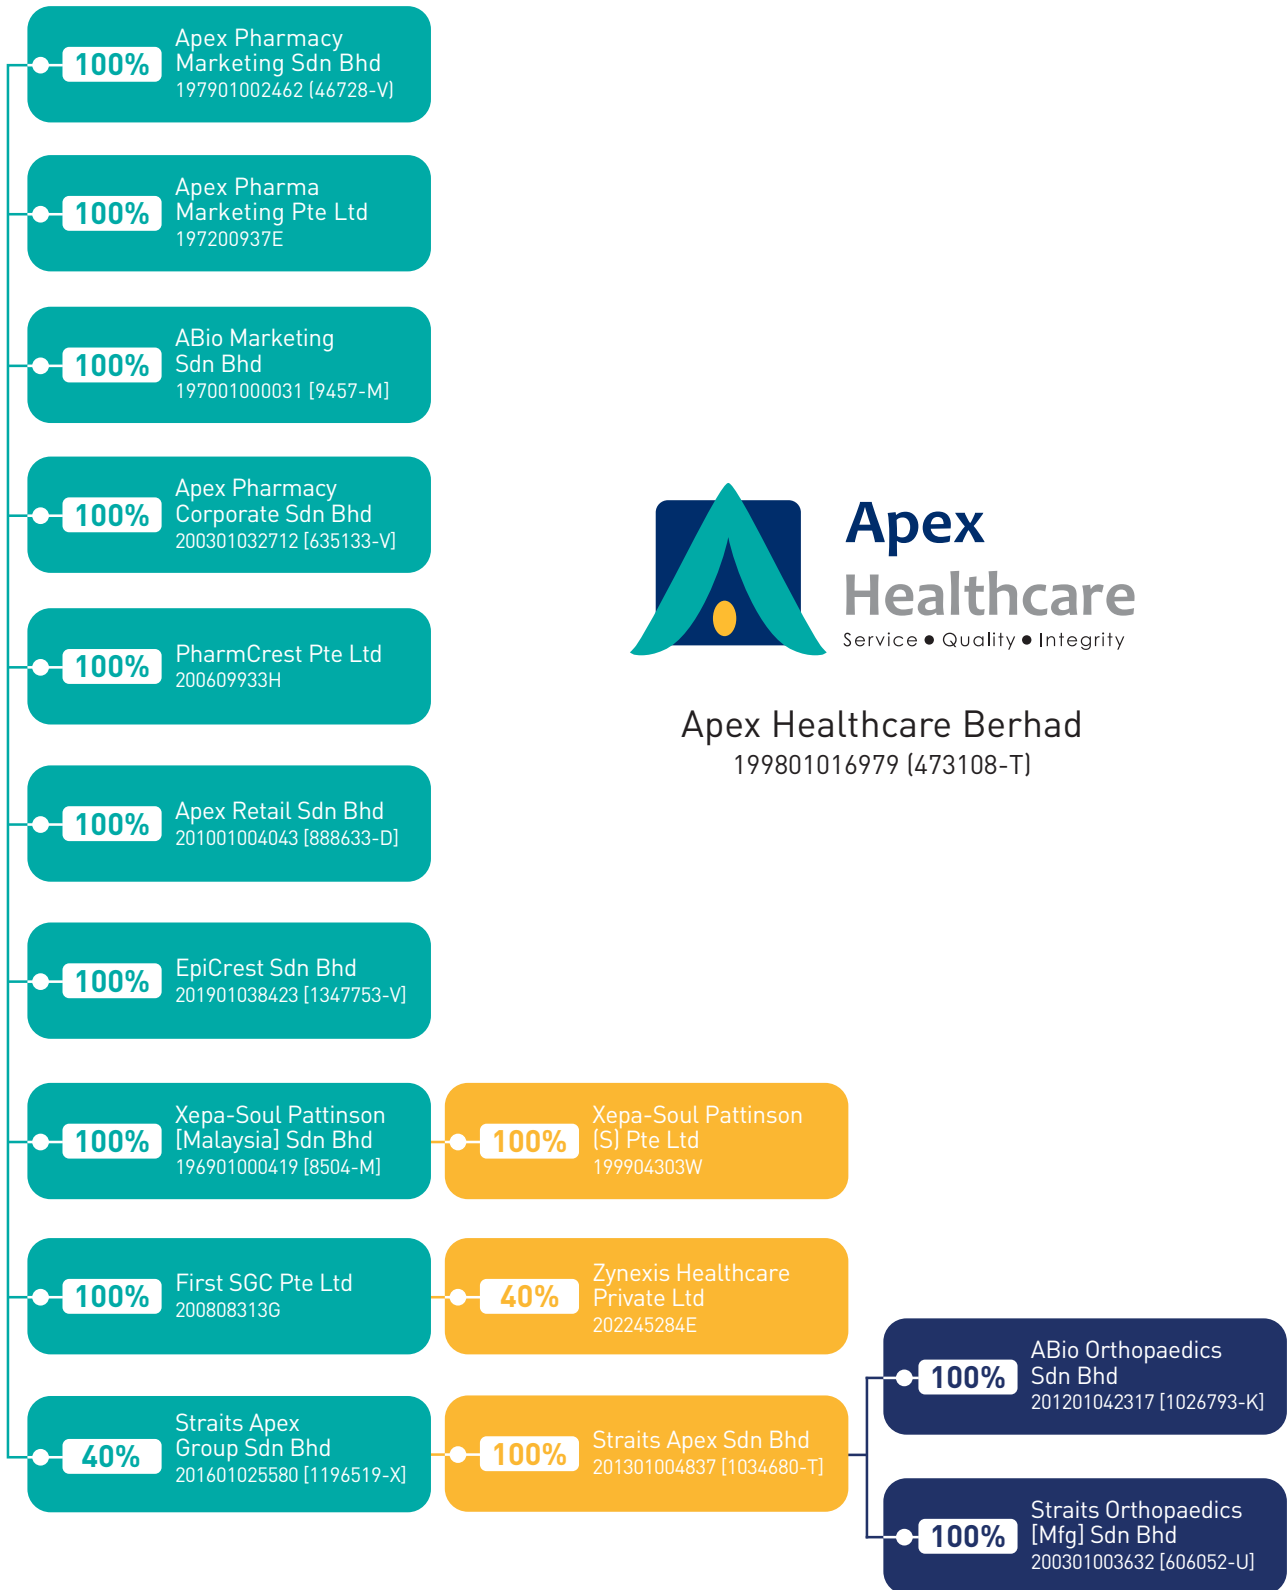 100%
Apex Pharmacy
Marketing Sdn Bhd
197901002462 (46728-V)
100%
Apex Pharma
Marketing Pte Ltd
197200937E
100%
ABio Marketing
Sdn Bhd
197001000031 [9457-M]
100%
Apex Pharmacy
Corporate Sdn Bhd
200301032712 [635133-V]
100%
PharmCrest Pte Ltd
200609933H
100%
Apex Retail Sdn Bhd
201001004043 [888633-D]
100%
EpiCrest Sdn Bhd
201901038423 [1347753-V]
100%
Xepa-Soul Pattinson
[Malaysia] Sdn Bhd
196901000419 [8504-M]
100%
Xepa-Soul Pattinson
(S) Pte Ltd
199904303W
100%
First SGC Pte Ltd
200808313G
40%
Zynexis Healthcare
Private Ltd
202245284E
40%
Straits Apex
Group Sdn Bhd
201601025580 [1196519-X]
100%
Straits Apex Sdn Bhd
201301004837 [1034680-T]
100%
ABio Orthopaedics
Sdn Bhd
201201042317 [1026793-K]
100%
Straits Orthopaedics
[Mfg] Sdn Bhd
200301003632 [606052-U]
Apex
Healthcare
Service ● Quality ● Integrity
Apex Healthcare Berhad
199801016979 (473108-T)